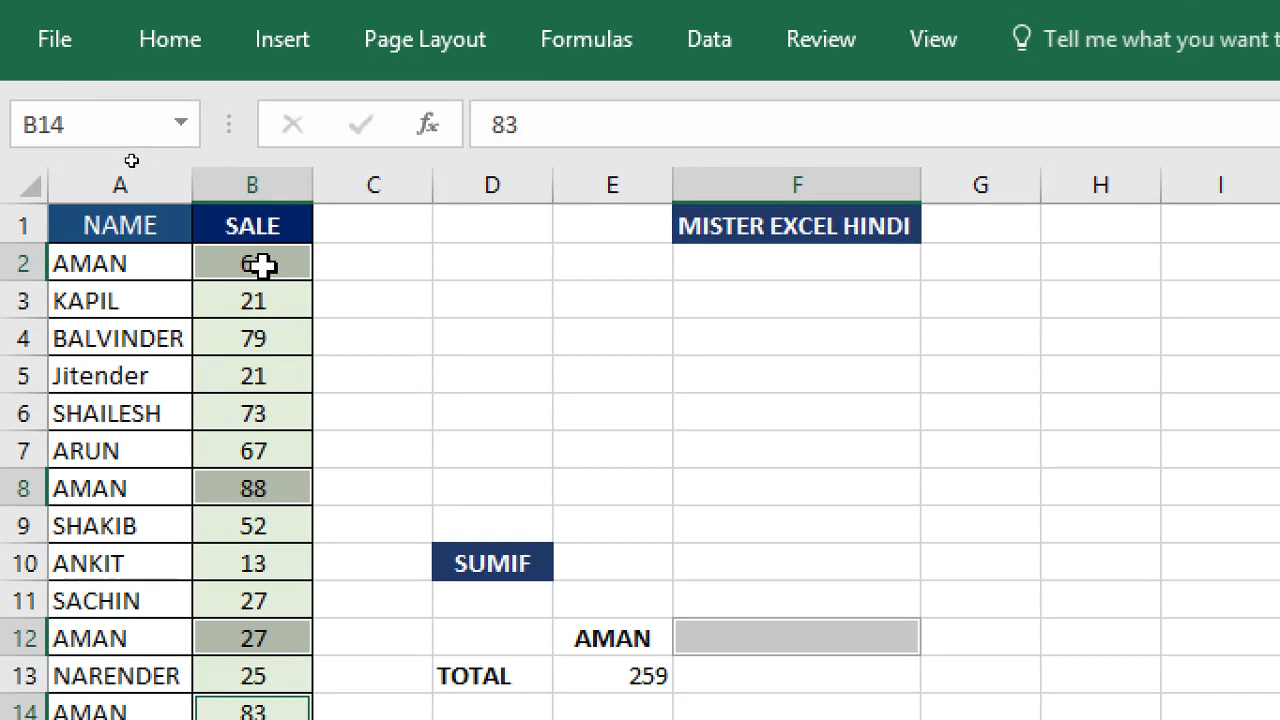 File Home Insert Page Layout Formulas Data Review View Tell me what you want t
B14 fx 83
A B C D E F G H I
1 NAME SALE MISTER EXCEL HINDI
2 AMAN
3 KAPIL 21
4 BALVINDER 79
5 Jitender 21
6 SHAILESH 73
7 ARUN 67
8 AMAN 88
9 SHAKIB 52
10 ANKIT 13 SUMIF
11 SACHIN 27
12 AMAN 27 AMAN
13 NARENDER 25 TOTAL 259
14 AMAN 83